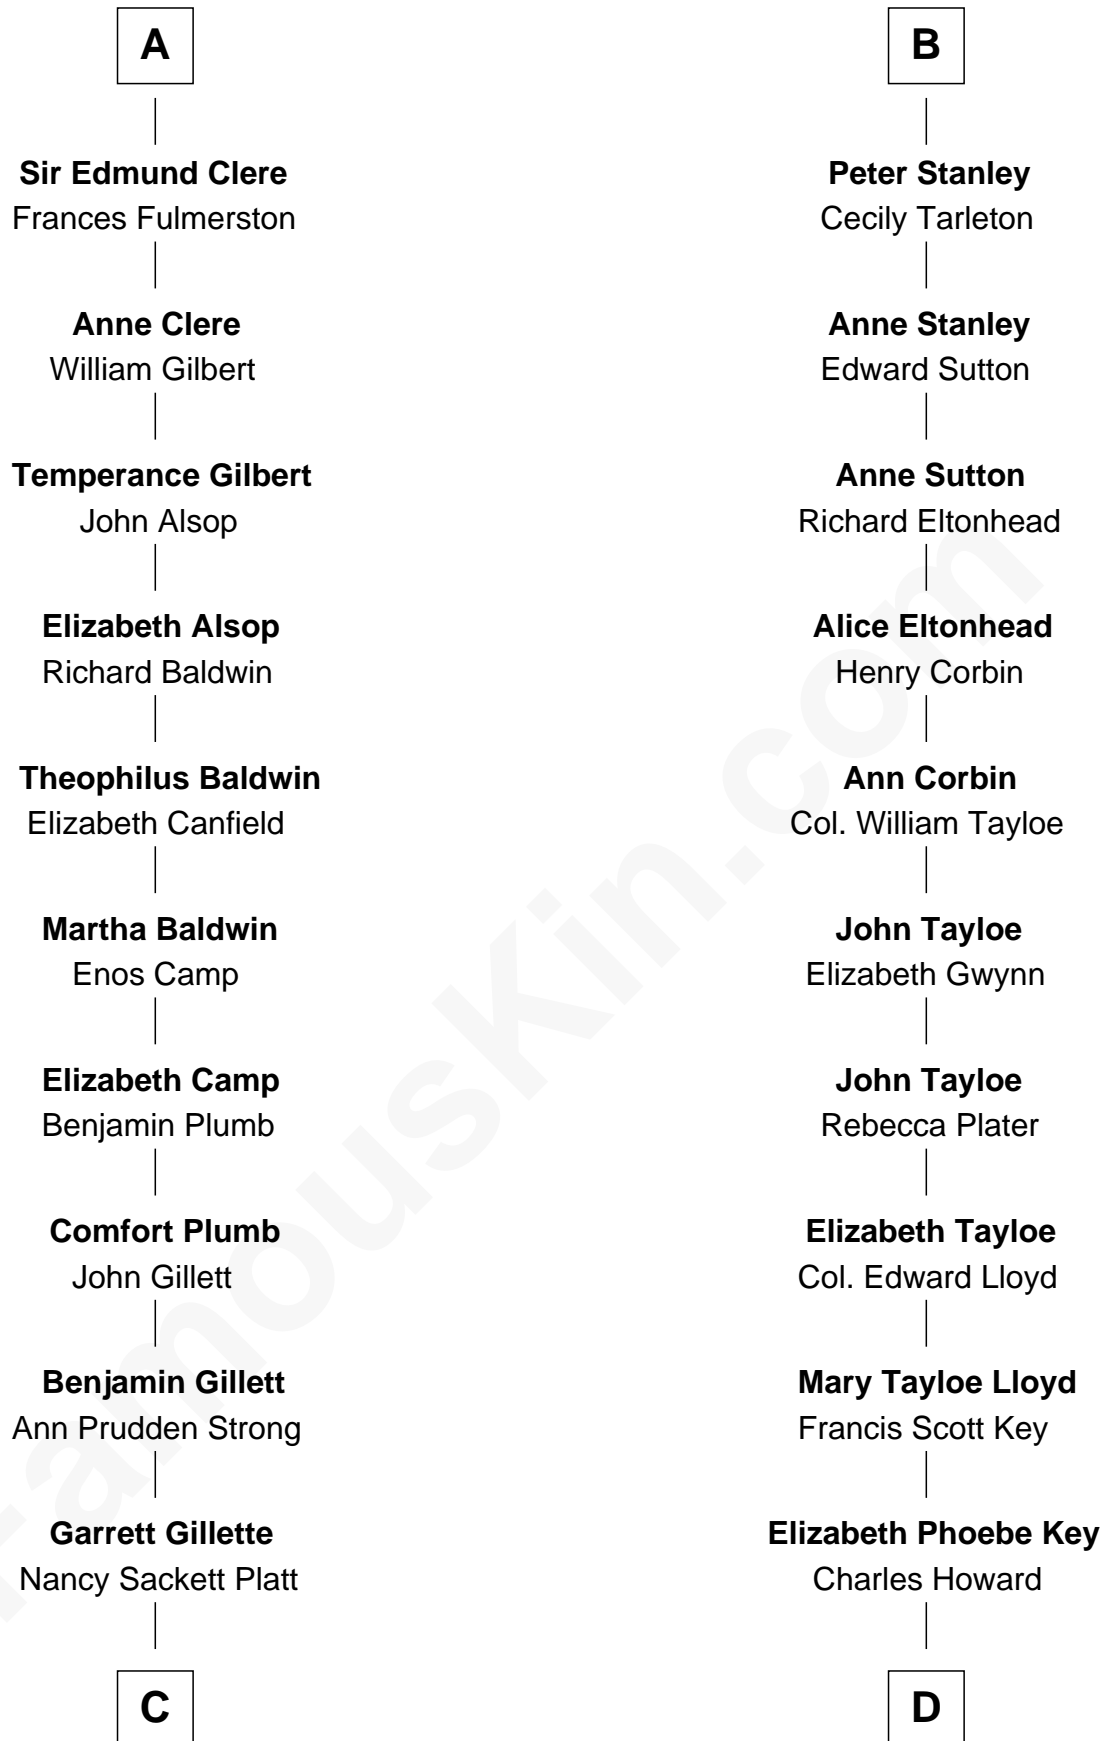 A
Sir Edmund Clere
Frances Fulmerston
Anne Clere
William Gilbert
Temperance Gilbert
John Alsop
Elizabeth Alsop
Richard Baldwin
Theophilus Baldwin
Elizabeth Canfield
Martha Baldwin
Enos Camp
Elizabeth Camp
Benjamin Plumb
Comfort Plumb
John Gillett
Benjamin Gillett
Ann Prudden Strong
Garrett Gillette
Nancy Sackett Platt
C
B
Peter Stanley
Cecily Tarleton
Anne Stanley
Edward Sutton
Anne Sutton
Richard Eltonhead
Alice Eltonhead
Henry Corbin
Ann Corbin
Col. William Tayloe
John Tayloe
Elizabeth Gwynn
John Tayloe
Rebecca Plater
Elizabeth Tayloe
Col. Edward Lloyd
Mary Tayloe Lloyd
Francis Scott Key
Elizabeth Phoebe Key
Charles Howard
D
FamousKin.com